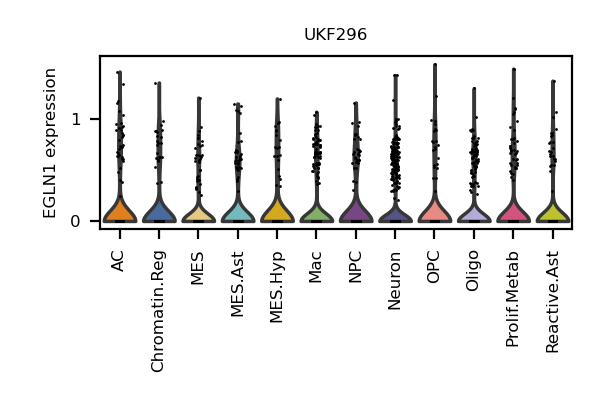 UKF296
EGLN1 expression
1
0
AC
Chromatin.Reg
MES
MES.Ast
MES.Hyp
Mac
NPC
Neuron
OPC
Oligo
Prolif.Metab
Reactive.Ast